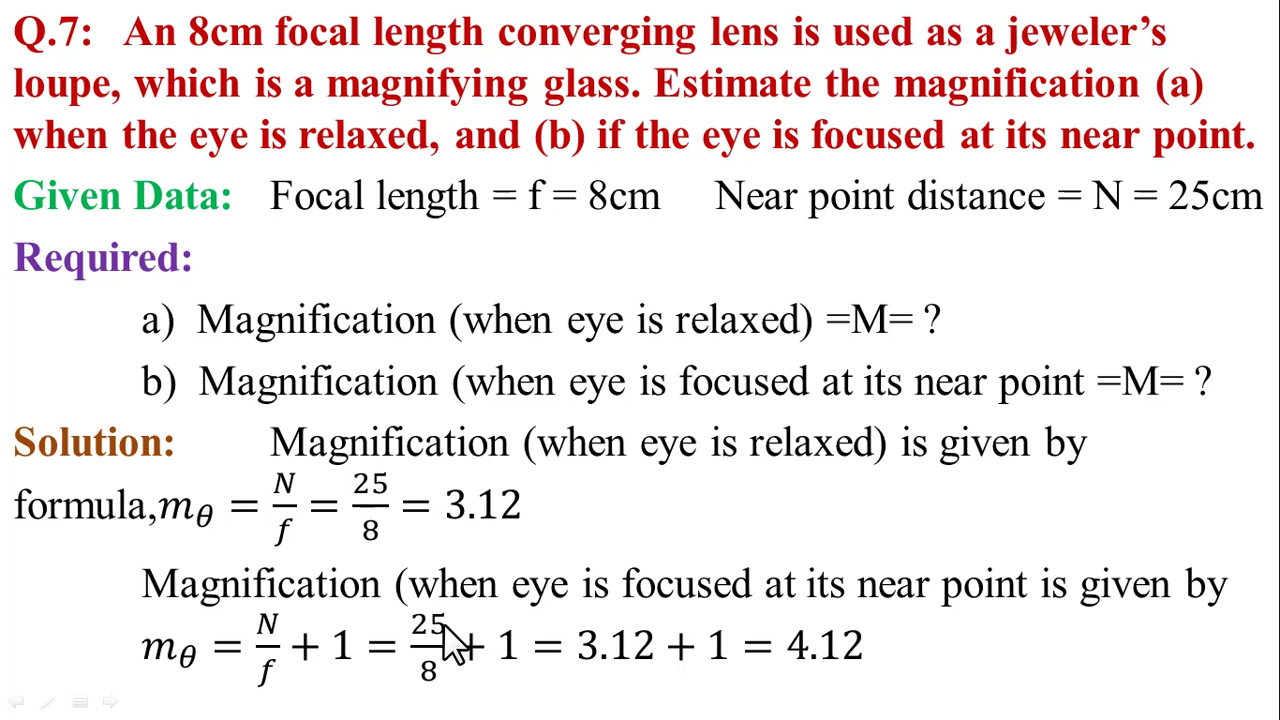 Q.7: An 8cm focal length converging lens is used as a jeweler’s
loupe, which is a magnifying glass. Estimate the magnification (a)
when the eye is relaxed, and (b) if the eye is focused at its near point.
Given Data: Focal length = f = 8cm Near point distance = N = 25cm
Required:
a) Magnification (when eye is relaxed) =M= ?
b) Magnification (when eye is focused at its near point =M= ?
Solution: Magnification (when eye is relaxed) is given by
formula,m_θ = N/f = 25/8 = 3.12
Magnification (when eye is focused at its near point is given by
m_θ = N/f + 1 = 25/8 + 1 = 3.12 + 1 = 4.12